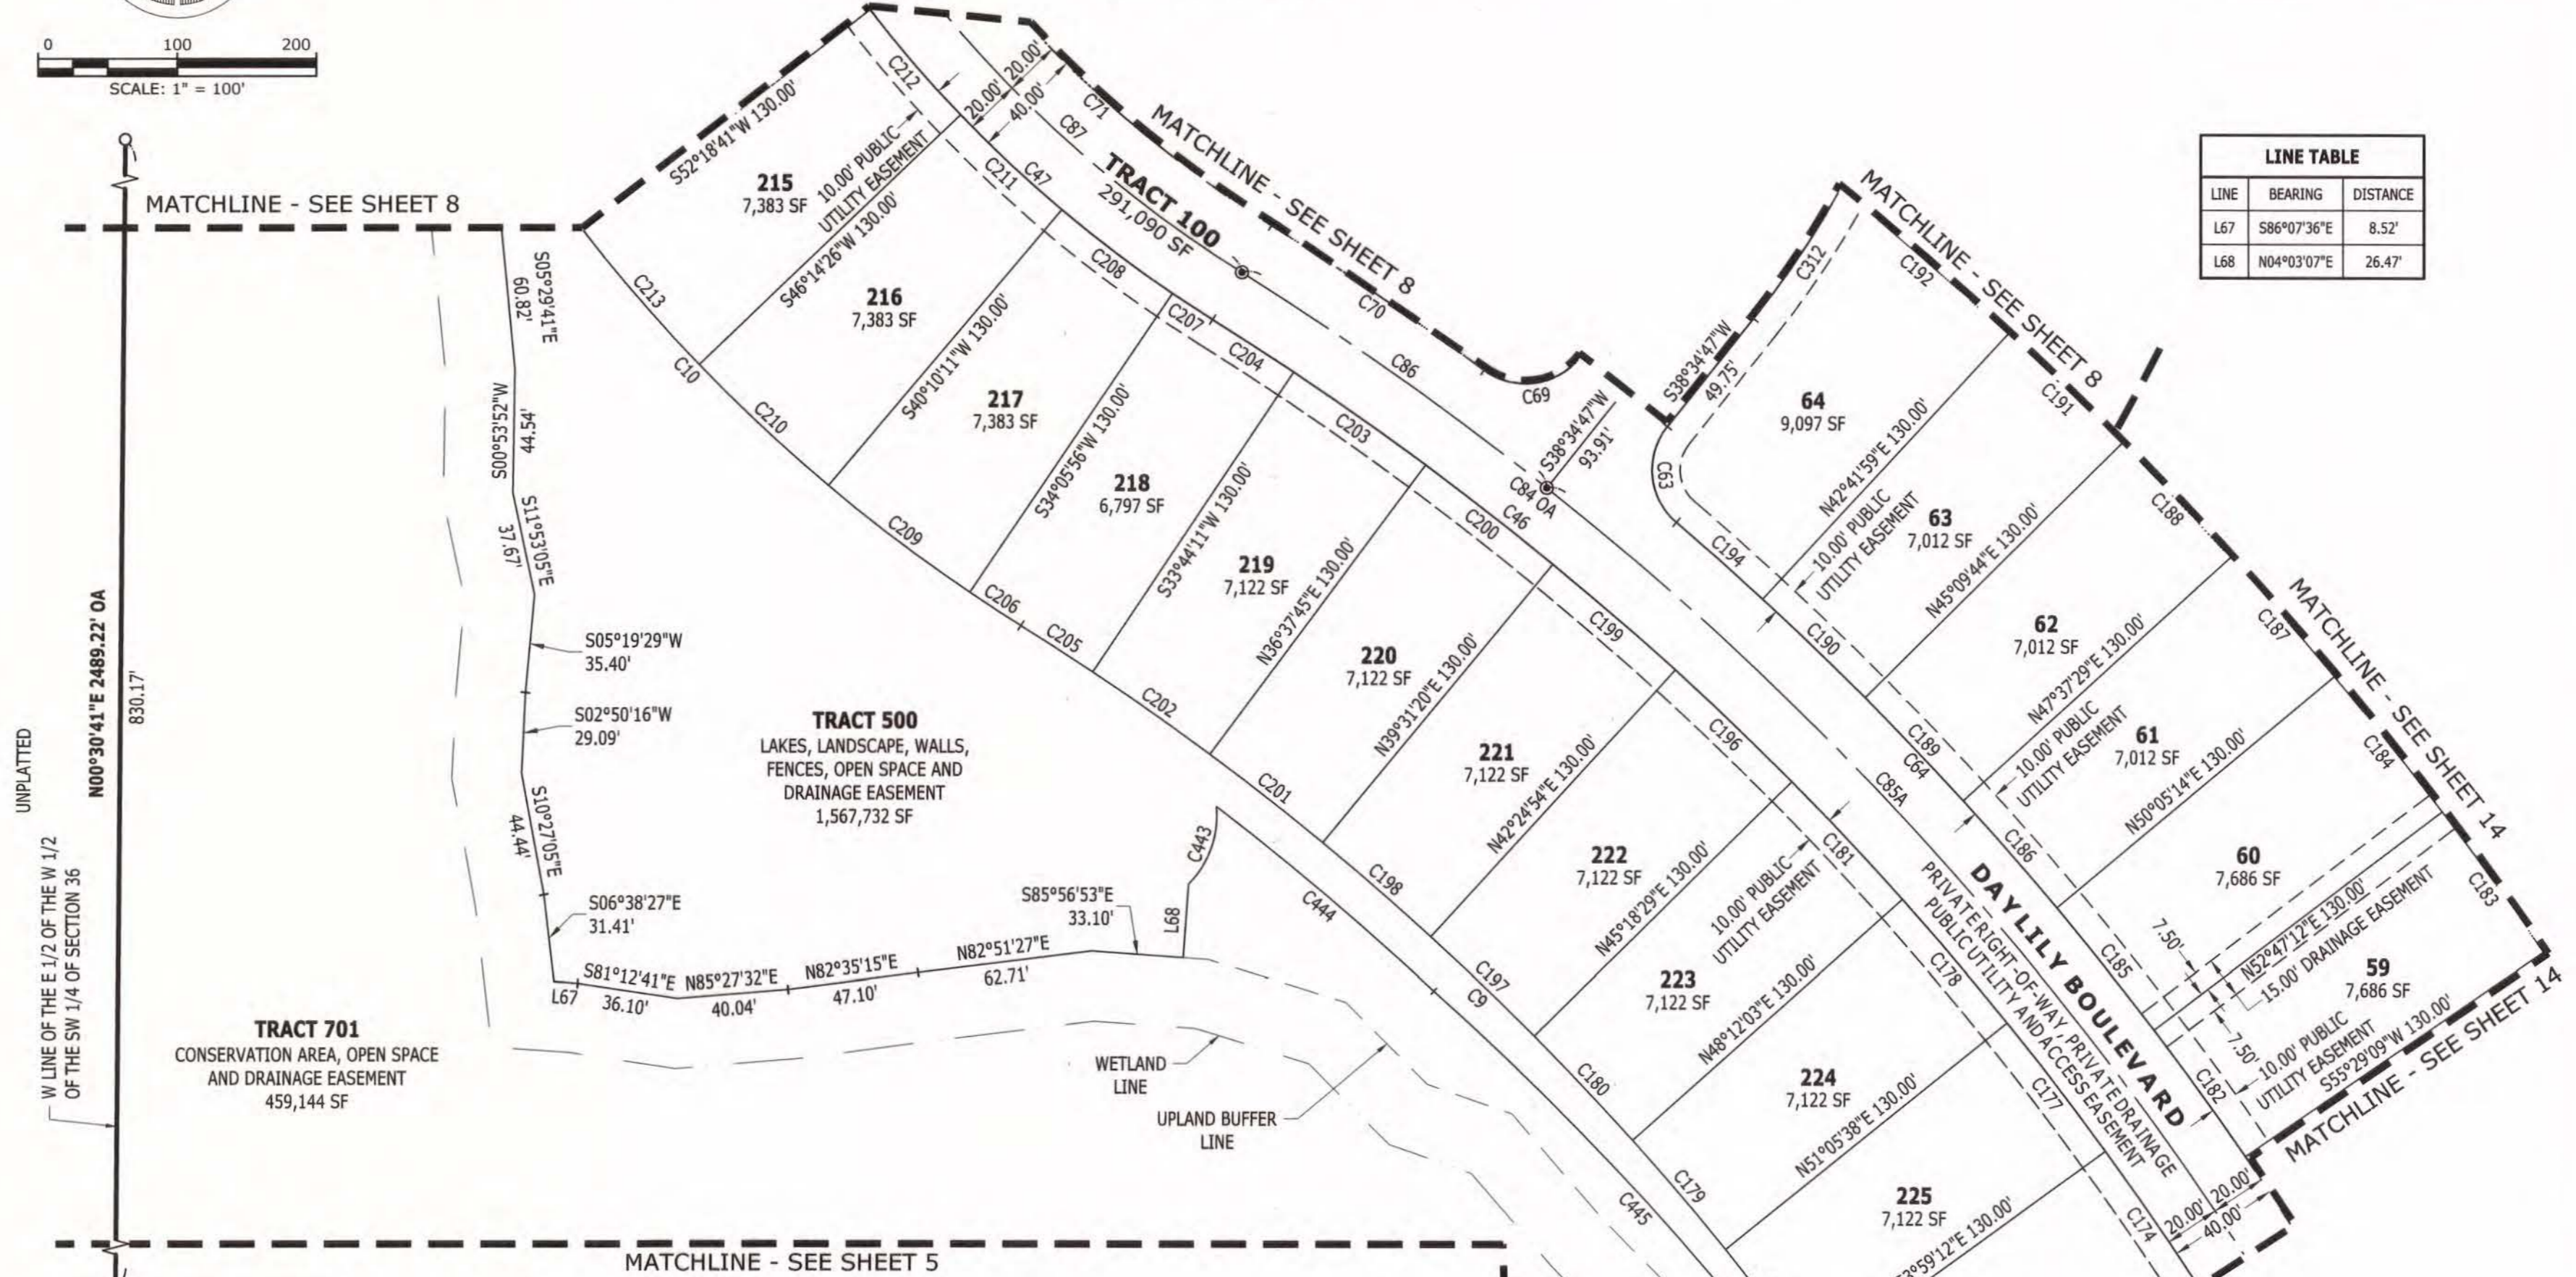 0 100 200
SCALE: 1" = 100'
MATCHLINE - SEE SHEET 8
UNPLATTED
W LINE OF THE E 1/2 OF THE W 1/2
OF THE SW 1/4 OF SECTION 36
N00°30'41"E 2489.22' OA
830.17'
TRACT 701
CONSERVATION AREA, OPEN SPACE
AND DRAINAGE EASEMENT
459,144 SF
S05°29'41"E
60.82'
S00°53'52"W
44.54'
S11°53'05"E
37.67'
S05°19'29"W
35.40'
S02°50'16"W
29.09'
S10°27'05"E
44.44'
S06°38'27"E
31.41'
L67
S81°12'41"E
36.10'
N85°27'32"E
40.04'
N82°35'15"E
47.10'
N82°51'27"E
62.71'
S85°56'53"E
33.10'
L68
C443
C444
C9
C445
TRACT 500
LAKES, LANDSCAPE, WALLS,
FENCES, OPEN SPACE AND
DRAINAGE EASEMENT
1,567,732 SF
WETLAND
LINE
UPLAND BUFFER
LINE
MATCHLINE - SEE SHEET 5
S52°18'41"W 130.00'
215
7,383 SF
10.00' PUBLIC
UTILITY EASEMENT
S46°14'26"W 130.00'
216
7,383 SF
S40°10'11"W 130.00'
217
7,383 SF
S34°05'56"W 130.00'
218
6,797 SF
S33°44'11"W 130.00'
219
7,122 SF
N36°37'45"E 130.00'
220
7,122 SF
N39°31'20"E 130.00'
221
7,122 SF
N42°24'54"E 130.00'
222
7,122 SF
N45°18'29"E 130.00'
10.00' PUBLIC
UTILITY EASEMENT
223
7,122 SF
N48°12'03"E 130.00'
224
7,122 SF
N51°05'38"E 130.00'
225
7,122 SF
3°59'12"E 130.00'
C213
C10
C210
C209
C206
C205
C202
C201
C198
C197
C180
C179
C212
C211
C47
C208
C207
C204
C203
C200
C46
C199
C196
C181
C178
C177
C174
20.00'
20.00'
40.00'
C87
C71
TRACT 100
291,090 SF
MATCHLINE - SEE SHEET 8
C70
C86
C69
S38°34'47"W
93.91'
C84 OA
C85A
S38°34'47"W
49.75'
C312
C63
C194
C190
C189
C64
C186
C185
C182
MATCHLINE - SEE SHEET 8
C192
C191
C188
C187
C184
C183
64
9,097 SF
N42°41'59"E 130.00'
10.00' PUBLIC
UTILITY EASEMENT
63
7,012 SF
N45°09'44"E 130.00'
62
7,012 SF
N47°37'29"E 130.00'
10.00' PUBLIC
UTILITY EASEMENT
61
7,012 SF
N50°05'14"E 130.00'
60
7,686 SF
7.50'
N52°47'12"E 130.00'
15.00' DRAINAGE EASEMENT
7.50'
59
7,686 SF
10.00' PUBLIC
UTILITY EASEMENT
S55°29'09"W 130.00'
MATCHLINE - SEE SHEET 14
MATCHLINE - SEE SHEET 14
DAYLILY BOULEVARD
PRIVATE RIGHT-OF-WAY, PRIVATE DRAINAGE
PUBLIC UTILITY AND ACCESS EASEMENT
20.00'
20.00'
40.00'
LINE TABLE
LINE BEARING DISTANCE
L67 S86°07'36"E 8.52'
L68 N04°03'07"E 26.47'